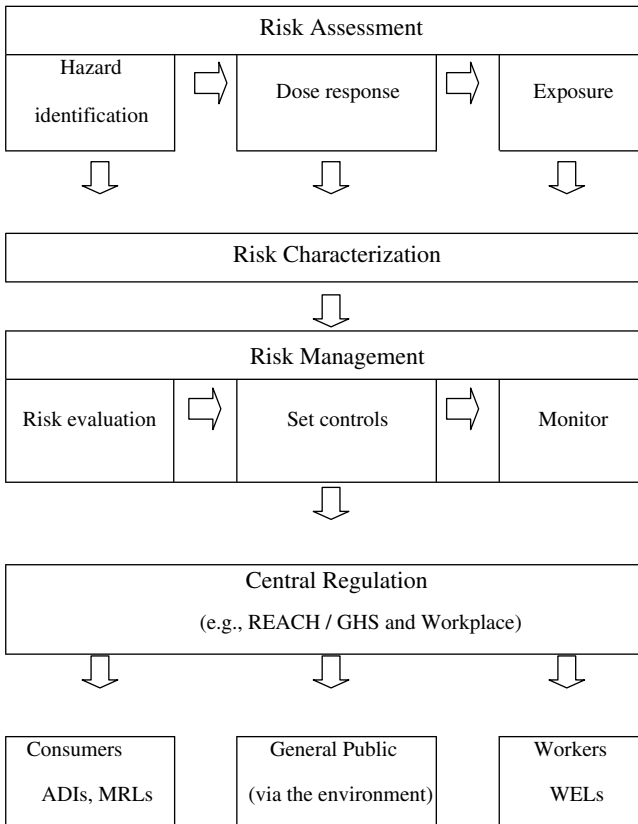 Risk Assessment
Hazard
identification
Dose response
Exposure
Risk Characterization
Risk Management
Risk evaluation
Set controls
Monitor
Central Regulation
(e.g., REACH / GHS and Workplace)
Consumers
ADIs, MRLs
General Public
(via the environment)
Workers
WELs